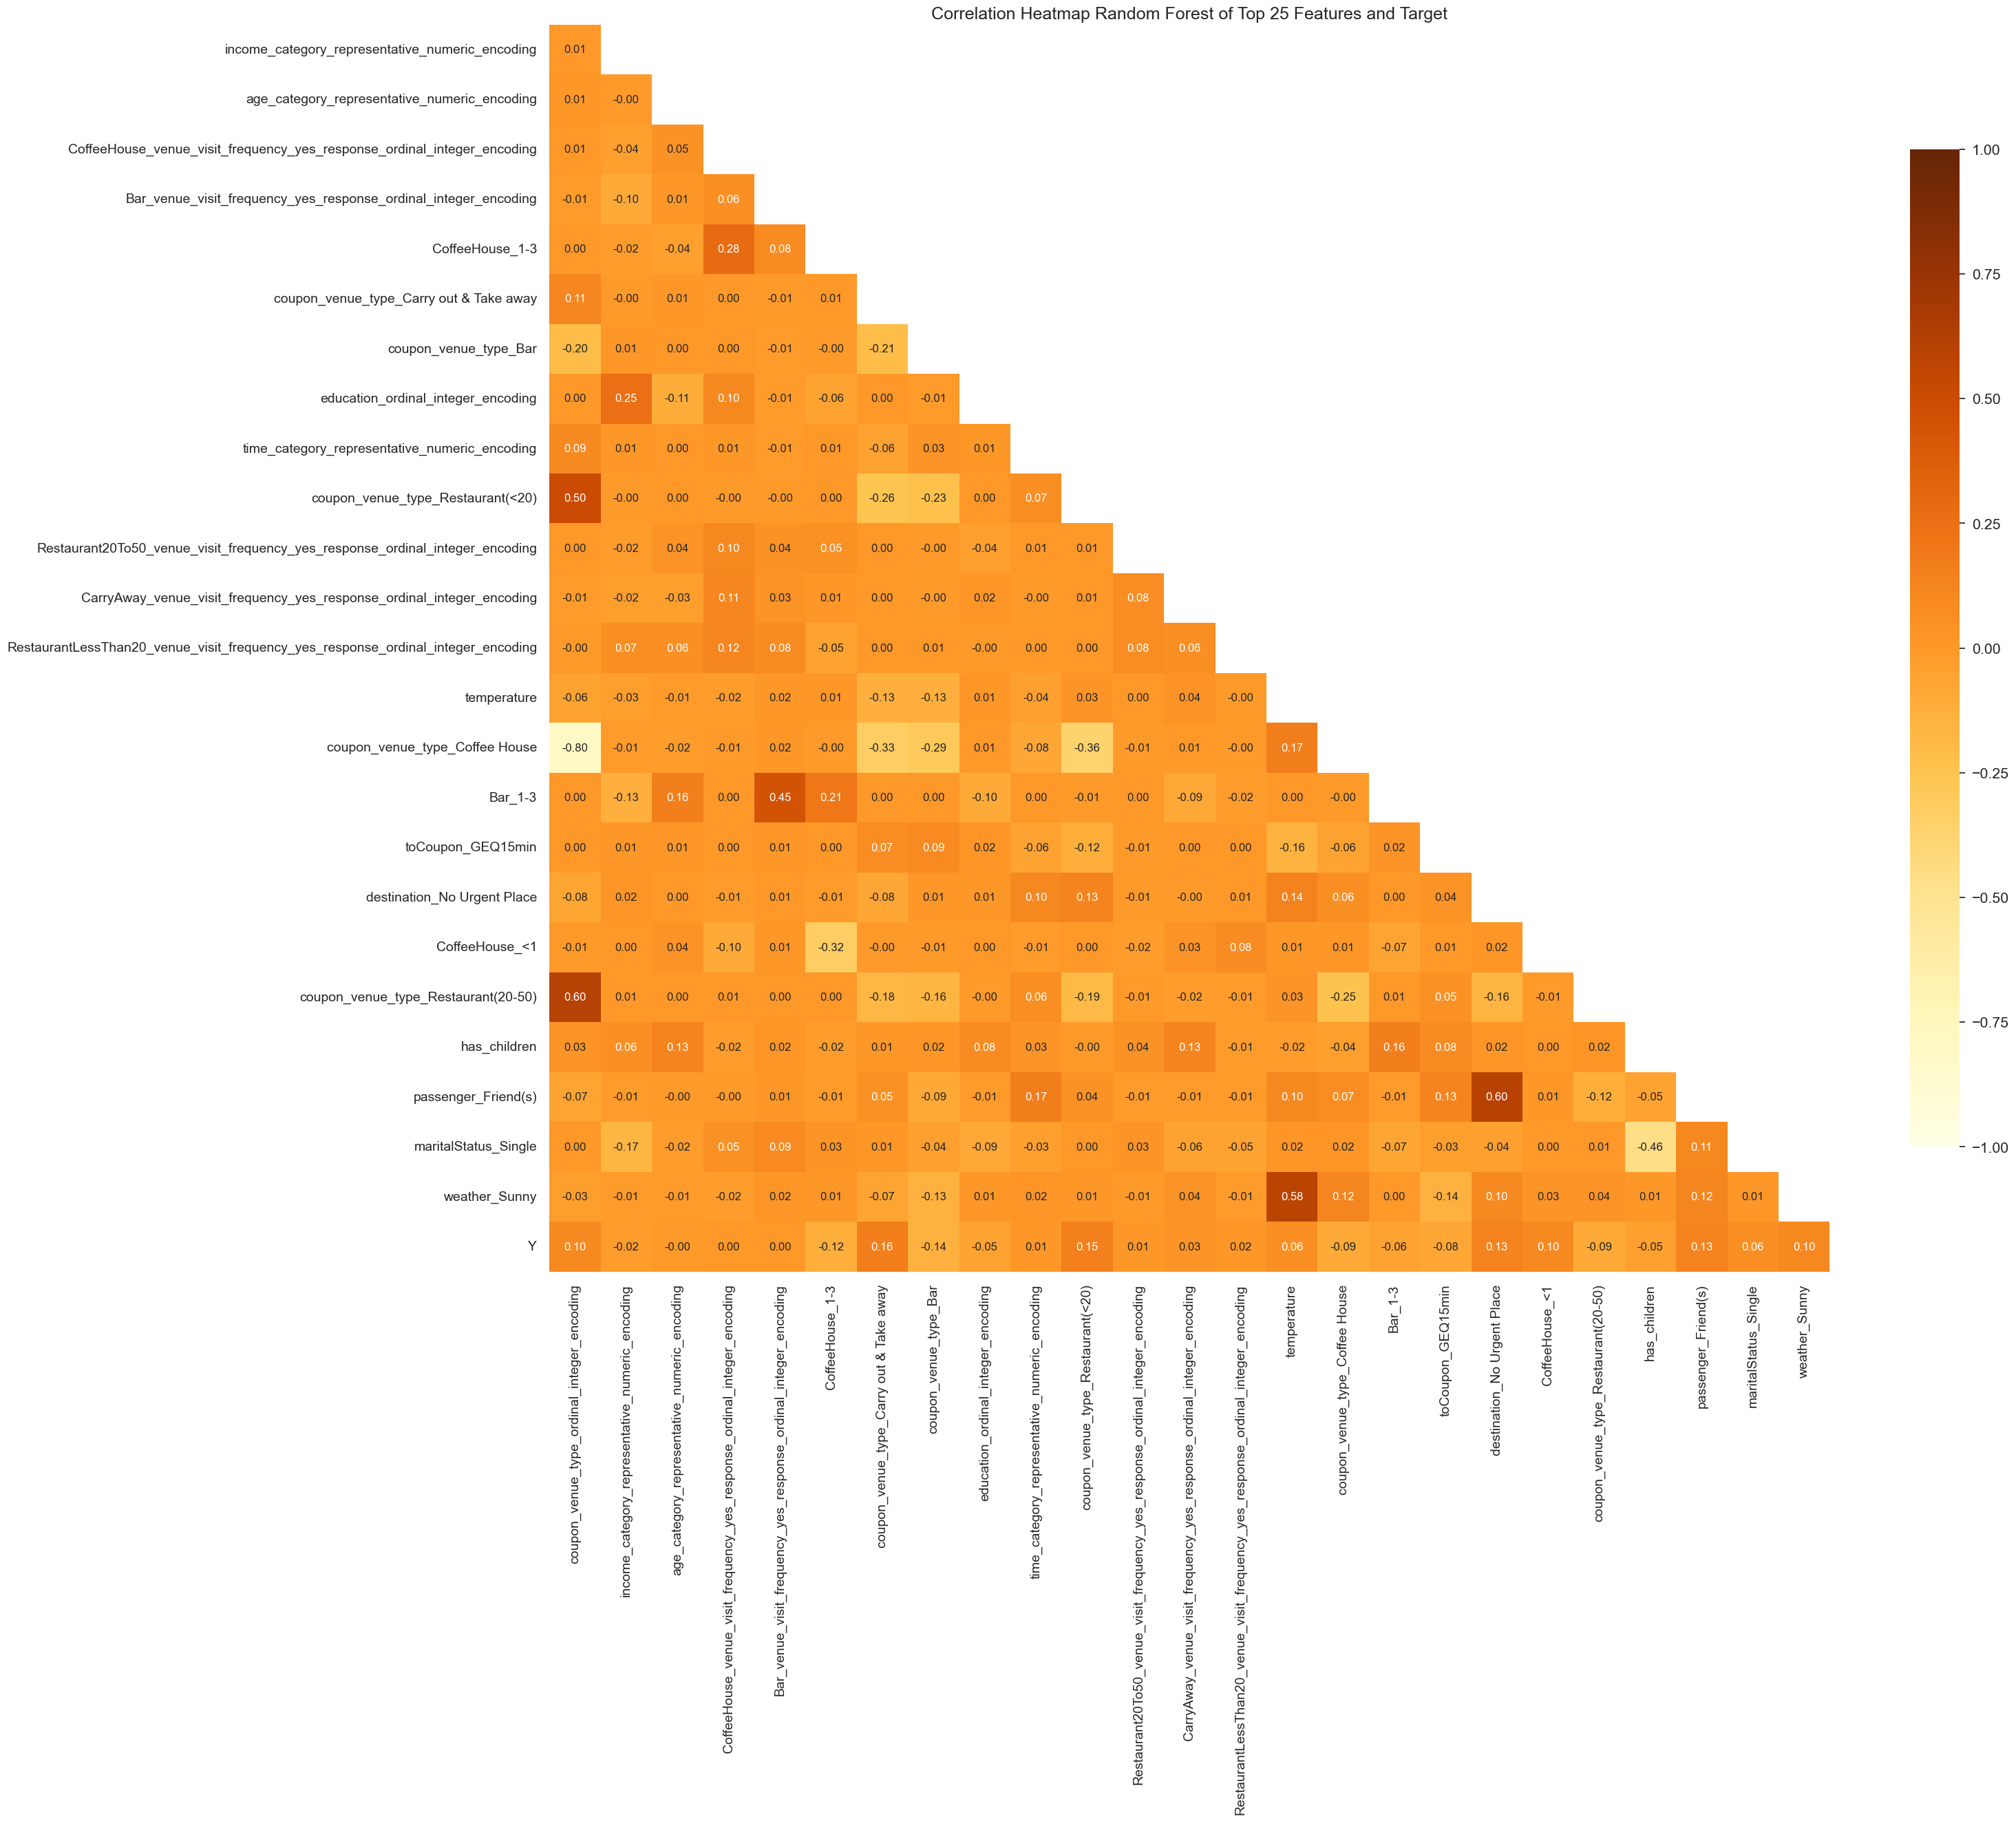 Correlation Heatmap Random Forest of Top 25 Features and Target
income_category_representative_numeric_encoding 0.01
age_category_representative_numeric_encoding 0.01 -0.00
CoffeeHouse_venue_visit_frequency_yes_response_ordinal_integer_encoding 0.01 -0.04 0.05
Bar_venue_visit_frequency_yes_response_ordinal_integer_encoding -0.01 -0.10 0.01 0.06
CoffeeHouse_1-3 0.00 -0.02 -0.04 0.28 0.08
coupon_venue_type_Carry out & Take away 0.11 -0.00 0.01 0.00 -0.01 0.01
coupon_venue_type_Bar -0.20 0.01 0.00 0.00 -0.01 -0.00 -0.21
education_ordinal_integer_encoding 0.00 0.25 -0.11 0.10 -0.01 -0.06 0.00 -0.01
time_category_representative_numeric_encoding 0.09 0.01 0.00 0.01 -0.01 0.01 -0.06 0.03 0.01
coupon_venue_type_Restaurant(<20) 0.50 -0.00 0.00 -0.00 -0.00 0.00 -0.26 -0.23 0.00 0.07
Restaurant20To50_venue_visit_frequency_yes_response_ordinal_integer_encoding 0.00 -0.02 0.04 0.10 0.04 0.05 0.00 -0.00 -0.04 0.01 0.01
CarryAway_venue_visit_frequency_yes_response_ordinal_integer_encoding -0.01 -0.02 -0.03 0.11 0.03 0.01 0.00 -0.00 0.02 -0.00 0.01 0.08
RestaurantLessThan20_venue_visit_frequency_yes_response_ordinal_integer_encoding -0.00 0.07 0.06 0.12 0.08 -0.05 0.00 0.01 -0.00 0.00 0.00 0.08 0.06
temperature -0.06 -0.03 -0.01 -0.02 0.02 0.01 -0.13 -0.13 0.01 -0.04 0.03 0.00 0.04 -0.00
coupon_venue_type_Coffee House -0.80 -0.01 -0.02 -0.01 0.02 -0.00 -0.33 -0.29 0.01 -0.08 -0.36 -0.01 0.01 -0.00 0.17
Bar_1-3 0.00 -0.13 0.16 0.00 0.45 0.21 0.00 0.00 -0.10 0.00 -0.01 0.00 -0.09 -0.02 0.00 -0.00
toCoupon_GEQ15min 0.00 0.01 0.01 0.00 0.01 0.00 0.07 0.09 0.02 -0.06 -0.12 -0.01 0.00 0.00 -0.16 -0.06 0.02
destination_No Urgent Place -0.08 0.02 0.00 -0.01 0.01 -0.01 -0.08 0.01 0.01 0.10 0.13 -0.01 -0.00 0.01 0.14 0.06 0.00 0.04
CoffeeHouse_<1 -0.01 0.00 0.04 -0.10 0.01 -0.32 -0.00 -0.01 0.00 -0.01 0.00 -0.02 0.03 0.08 0.01 0.01 -0.07 0.01 0.02
coupon_venue_type_Restaurant(20-50) 0.60 0.01 0.00 0.01 0.00 0.00 -0.18 -0.16 -0.00 0.06 -0.19 -0.01 -0.02 -0.01 0.03 -0.25 0.01 0.05 -0.16 -0.01
has_children 0.03 0.06 0.13 -0.02 0.02 -0.02 0.01 0.02 0.08 0.03 -0.00 0.04 0.13 -0.01 -0.02 -0.04 0.16 0.08 0.02 0.00 0.02
passenger_Friend(s) -0.07 -0.01 -0.00 -0.00 0.01 -0.01 0.05 -0.09 -0.01 0.17 0.04 -0.01 -0.01 -0.01 0.10 0.07 -0.01 0.13 0.60 0.01 -0.12 -0.05
maritalStatus_Single 0.00 -0.17 -0.02 0.05 0.09 0.03 0.01 -0.04 -0.09 -0.03 0.00 0.03 -0.06 -0.05 0.02 0.02 -0.07 -0.03 -0.04 0.00 0.01 -0.46 0.11
weather_Sunny -0.03 -0.01 -0.01 -0.02 0.02 0.01 -0.07 -0.13 0.01 0.02 0.01 -0.01 0.04 -0.01 0.58 0.12 0.00 -0.14 0.10 0.03 0.04 0.01 0.12 0.01
Y 0.10 -0.02 -0.00 0.00 0.00 -0.12 0.16 -0.14 -0.05 0.01 0.15 0.01 0.03 0.02 0.06 -0.09 -0.06 -0.08 0.13 0.10 -0.09 -0.05 0.13 0.06 0.10
coupon_venue_type_ordinal_integer_encoding
income_category_representative_numeric_encoding
age_category_representative_numeric_encoding
CoffeeHouse_venue_visit_frequency_yes_response_ordinal_integer_encoding
Bar_venue_visit_frequency_yes_response_ordinal_integer_encoding
CoffeeHouse_1-3
coupon_venue_type_Carry out & Take away
coupon_venue_type_Bar
education_ordinal_integer_encoding
time_category_representative_numeric_encoding
coupon_venue_type_Restaurant(<20)
Restaurant20To50_venue_visit_frequency_yes_response_ordinal_integer_encoding
CarryAway_venue_visit_frequency_yes_response_ordinal_integer_encoding
RestaurantLessThan20_venue_visit_frequency_yes_response_ordinal_integer_encoding
temperature
coupon_venue_type_Coffee House
Bar_1-3
toCoupon_GEQ15min
destination_No Urgent Place
CoffeeHouse_<1
coupon_venue_type_Restaurant(20-50)
has_children
passenger_Friend(s)
maritalStatus_Single
weather_Sunny
1.00
0.75
0.50
0.25
0.00
−0.25
−0.50
−0.75
−1.00